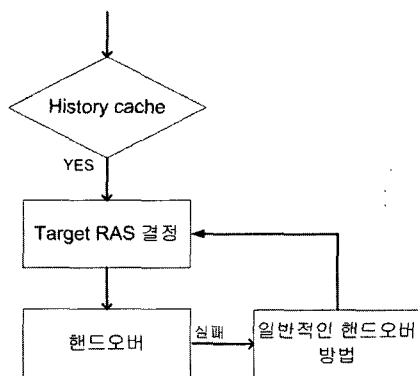 History cache
YES
Target RAS 결정
핸드오버
실패
일반적인 핸드오버
방법